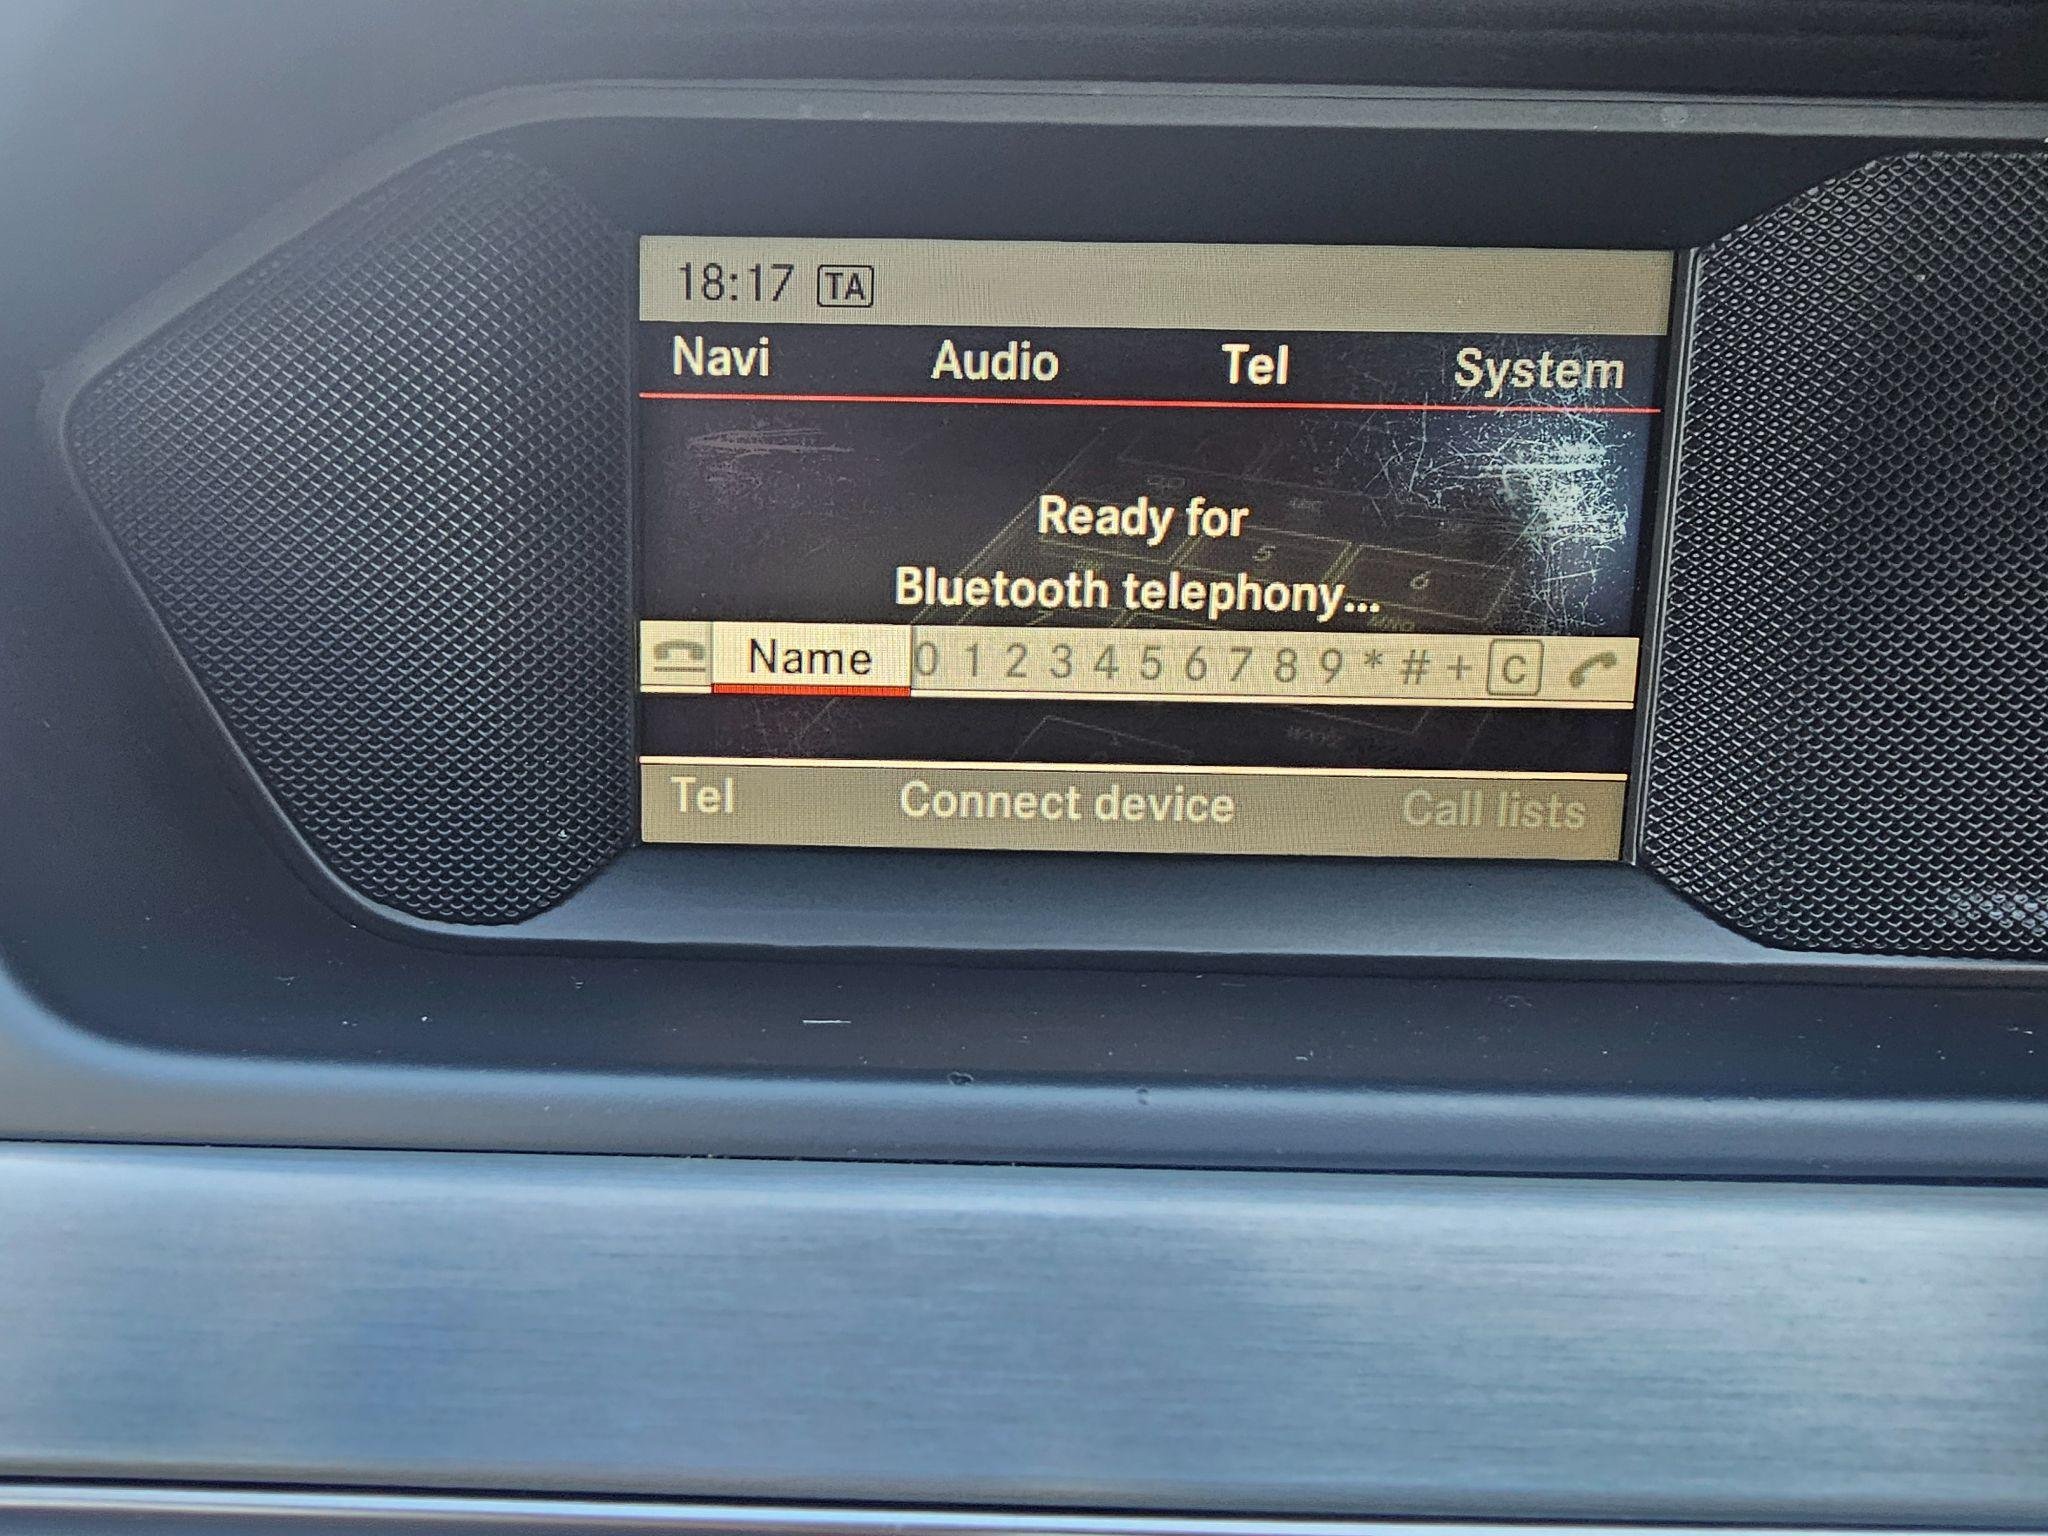 18:17 TA
Navi Audio Tel System
Ready for
Bluetooth telephony...
Name 0 1 2 3 4 5 6 7 8 9 * # + C
Tel Connect device Call lists